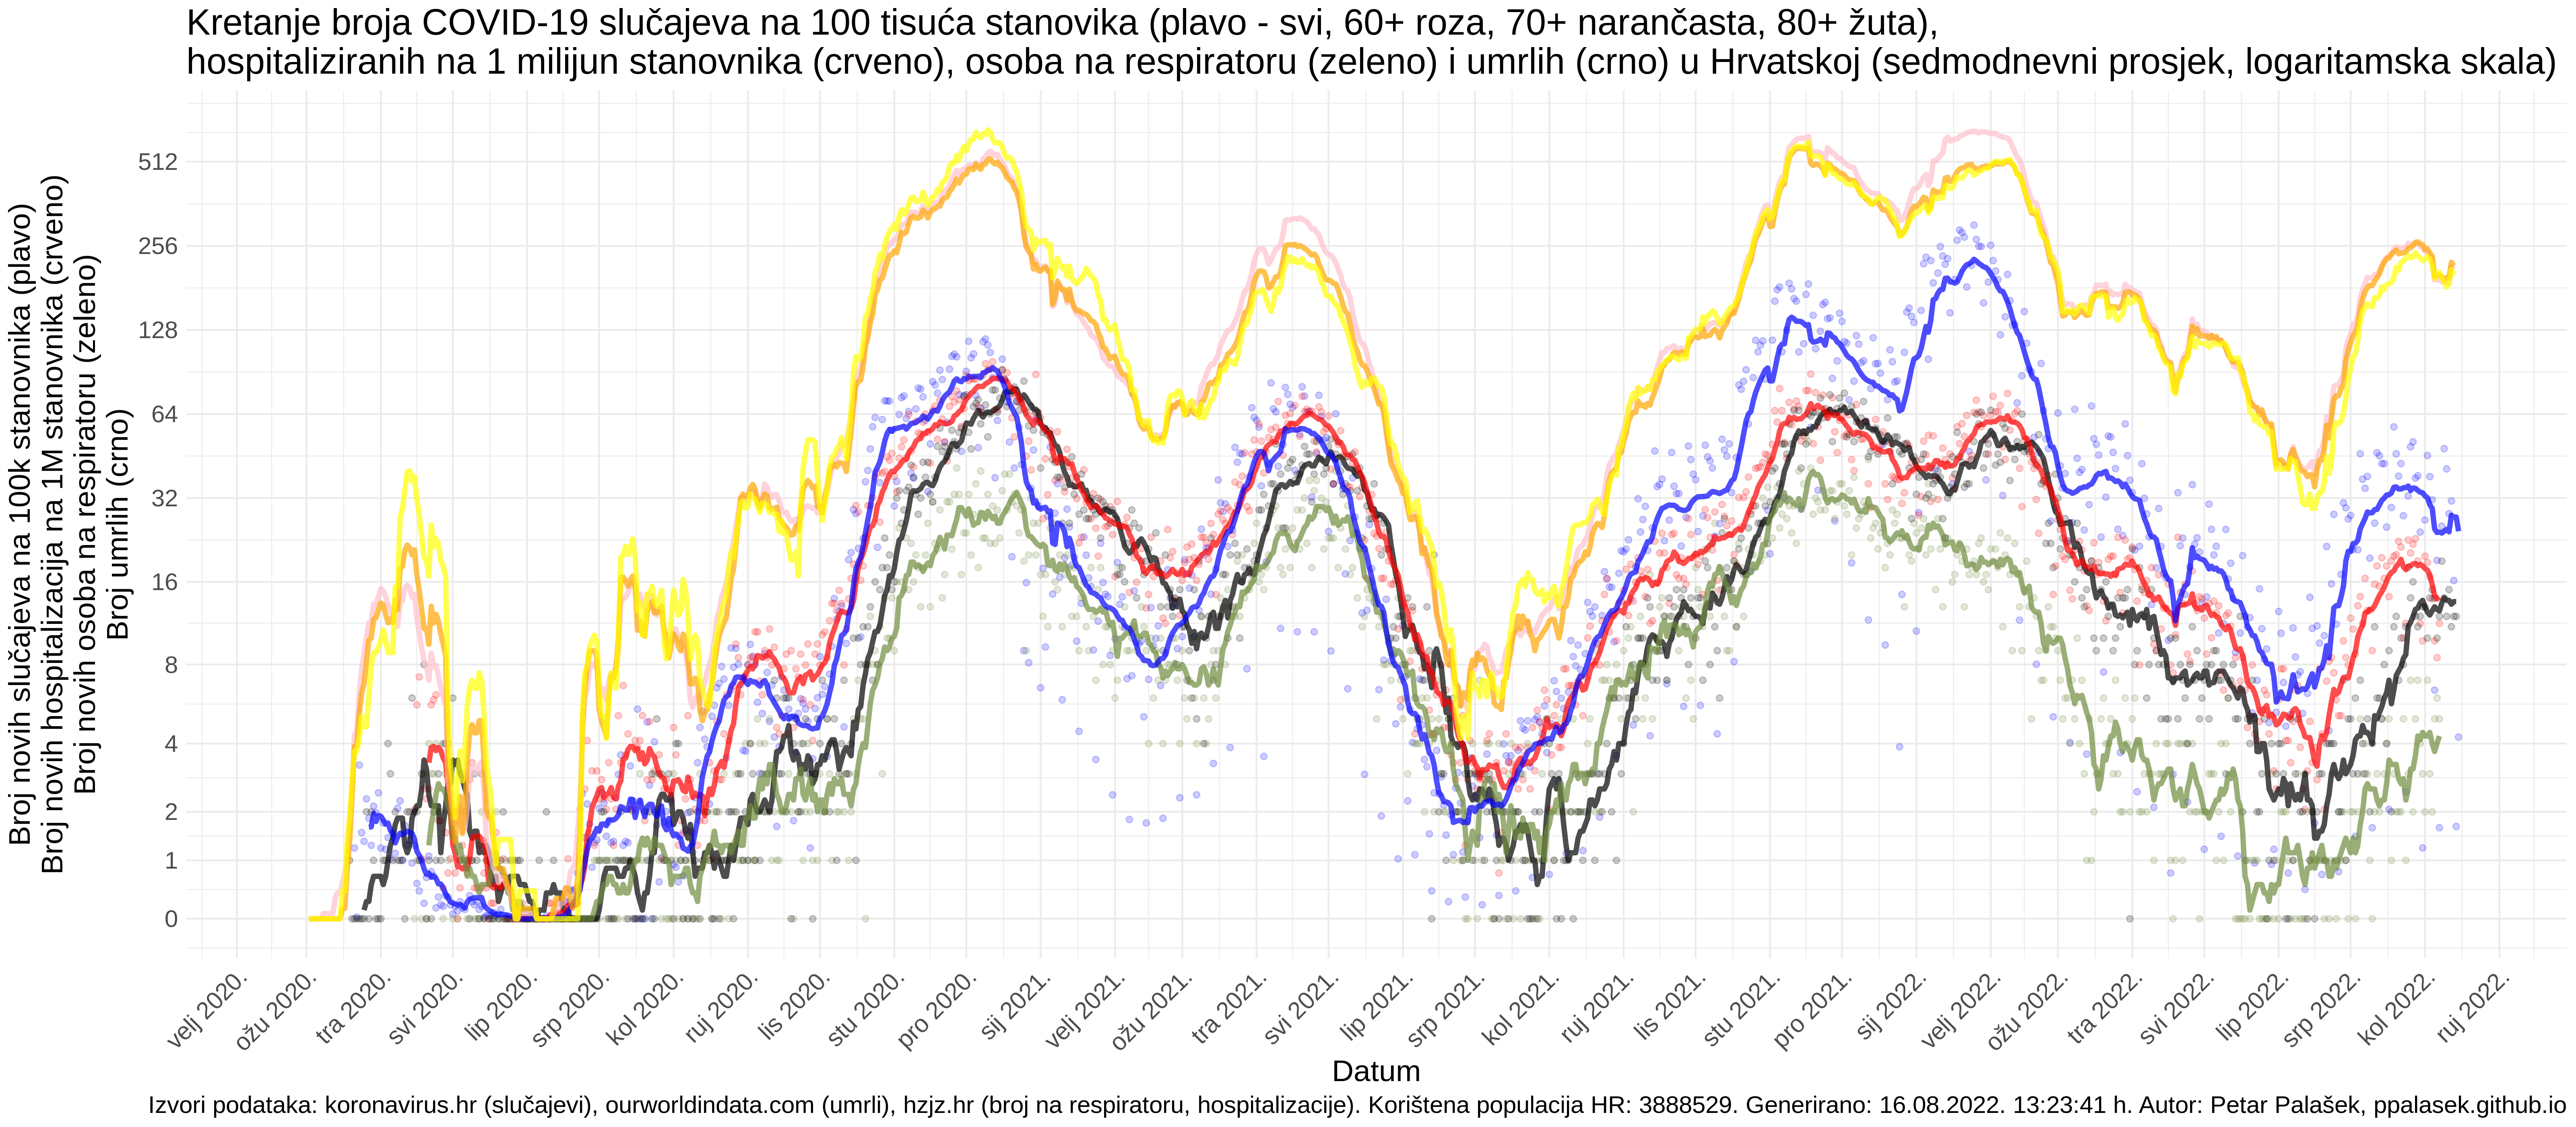 Kretanje broja COVID-19 slučajeva na 100 tisuća stanovika (plavo - svi, 60+ roza, 70+ narančasta, 80+ žuta),
hospitaliziranih na 1 milijun stanovnika (crveno), osoba na respiratoru (zeleno) i umrlih (crno) u Hrvatskoj (sedmodnevni prosjek, logaritamska skala)
Broj novih slučajeva na 100k stanovnika (plavo)
Broj novih hospitalizacija na 1M stanovnika (crveno)
Broj novih osoba na respiratoru (zeleno)
Broj umrlih (crno)
512
256
128
64
32
16
8
4
2
1
0
velj 2020.
ožu 2020.
tra 2020.
svi 2020.
lip 2020.
srp 2020.
kol 2020.
ruj 2020.
lis 2020.
stu 2020.
pro 2020.
sij 2021.
velj 2021.
ožu 2021.
tra 2021.
svi 2021.
lip 2021.
srp 2021.
kol 2021.
ruj 2021.
lis 2021.
stu 2021.
pro 2021.
sij 2022.
velj 2022.
ožu 2022.
tra 2022.
svi 2022.
lip 2022.
srp 2022.
kol 2022.
ruj 2022.
Datum
Izvori podataka: koronavirus.hr (slučajevi), ourworldindata.com (umrli), hzjz.hr (broj na respiratoru, hospitalizacije). Korištena populacija HR: 3888529. Generirano: 16.08.2022. 13:23:41 h. Autor: Petar Palašek, ppalasek.github.io